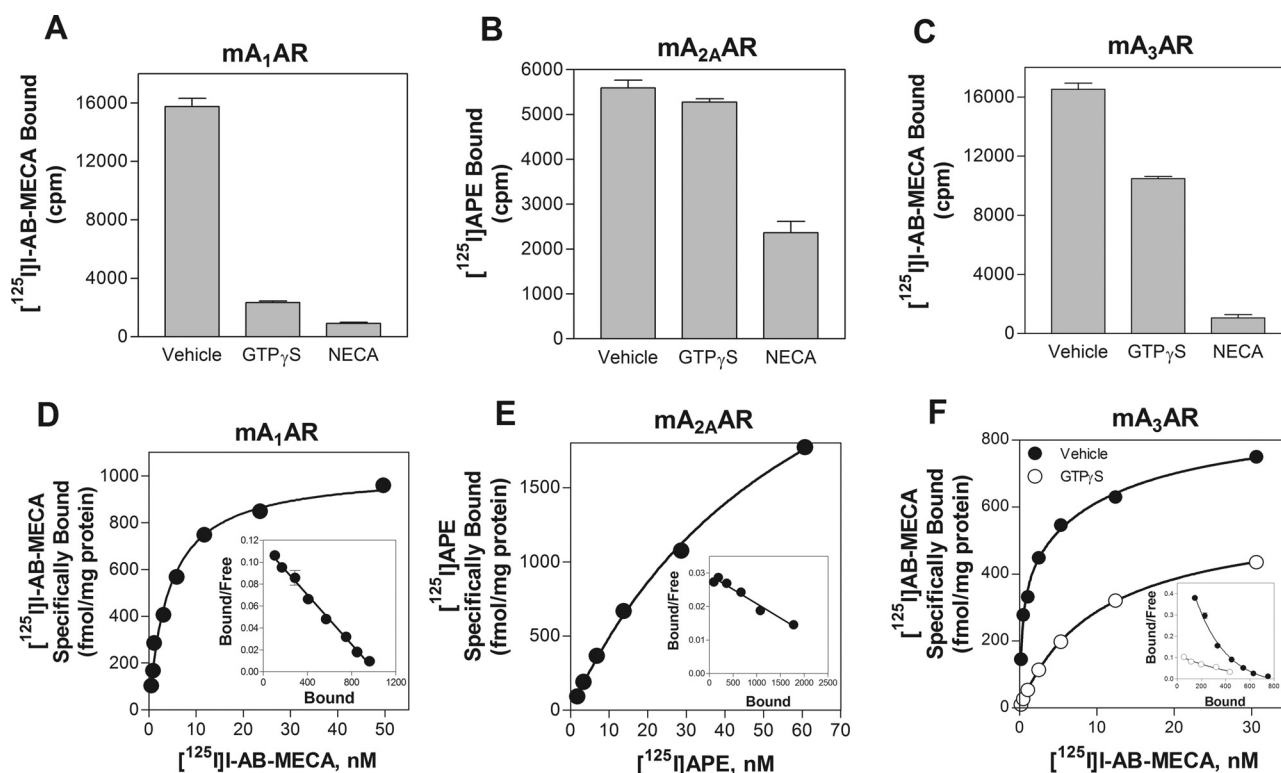 A
mA₁AR
[¹²⁵I]I-AB-MECA Bound
(cpm)
16000
12000
8000
4000
0
Vehicle GTPγS NECA
B
mA₂AAR
[¹²⁵I]APE Bound
(cpm)
6000
5000
4000
3000
2000
1000
0
Vehicle GTPγS NECA
C
mA₃AR
[¹²⁵I]I-AB-MECA Bound
(cpm)
16000
12000
8000
4000
0
Vehicle GTPγS NECA
D
mA₁AR
[¹²⁵I]I-AB-MECA
Specifically Bound
(fmol/mg protein)
1000
800
600
400
200
0
0 10 20 30 40 50
[¹²⁵I]I-AB-MECA, nM
Bound/Free
0.12
0.10
0.08
0.06
0.04
0.02
0.00
0 400 800 1200
Bound
E
mA₂AAR
[¹²⁵I]APE
Specifically Bound
(fmol/mg protein)
1500
1000
500
0
0 10 20 30 40 50 60 70
[¹²⁵I]APE, nM
Bound/Free
0.03
0.02
0.01
0.00
0 500 1000 1500 2000 2500
Bound
F
mA₃AR
Vehicle
GTPγS
[¹²⁵I]AB-MECA
Specifically Bound
(fmol/mg protein)
800
600
400
200
0
0 10 20 30
[¹²⁵I]I-AB-MECA, nM
Bound/Free
0.4
0.3
0.2
0.1
0.0
0 200 400 600 800
Bound